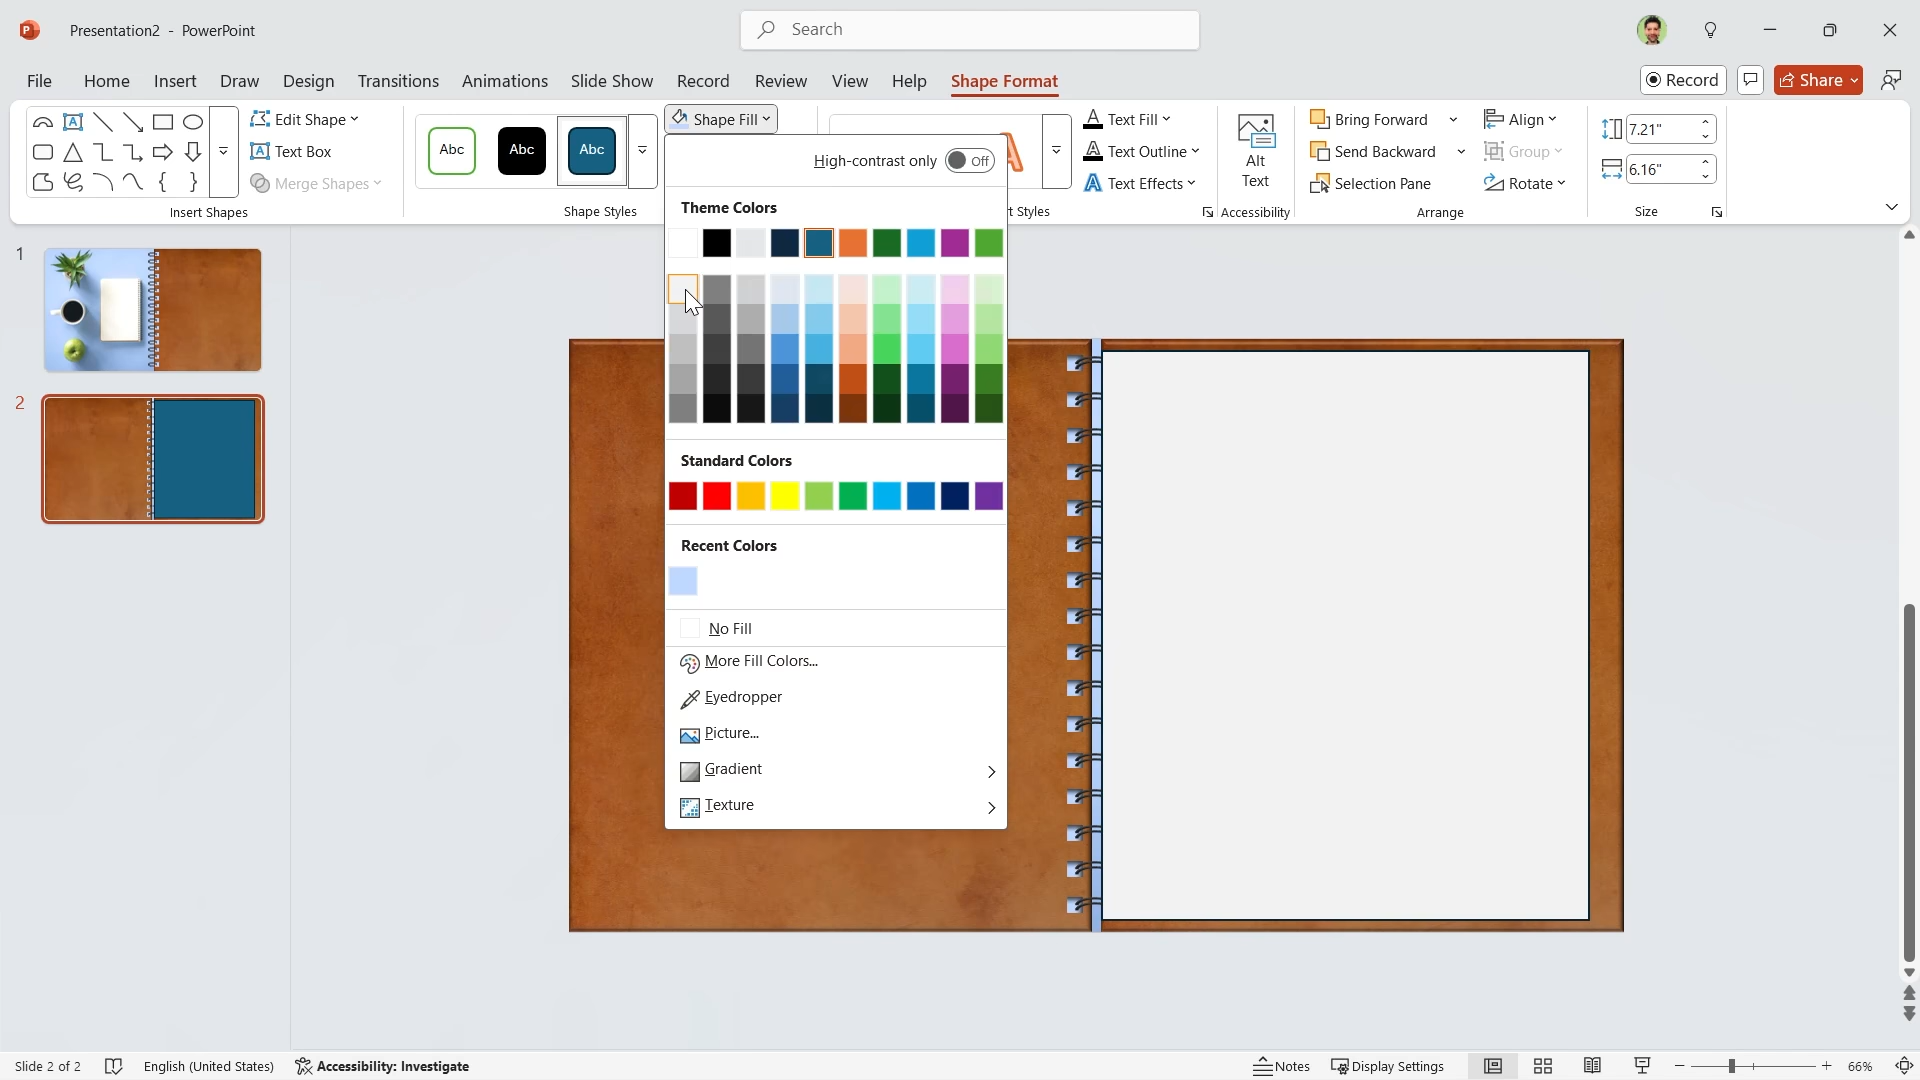 Presentation2 - PowerPoint
Search
File Home Insert Draw Design Transitions Animations Slide Show Record Review View Help Shape Format
Record
Share
Edit Shape
Text Box
Merge Shapes
Insert Shapes
Abc Abc Abc
Shape Styles
Shape Fill
High-contrast only Off
Theme Colors
Standard Colors
Recent Colors
No Fill
More Fill Colors...
Eyedropper
Picture...
Gradient
Texture
A
t Styles
Text Fill
Text Outline
Text Effects
Alt
Text
Accessibility
Bring Forward
Send Backward
Selection Pane
Align
Group
Rotate
Arrange
7.21"
6.16"
Size
1
2
Slide 2 of 2
English (United States)
Accessibility: Investigate
Notes
Display Settings
66%